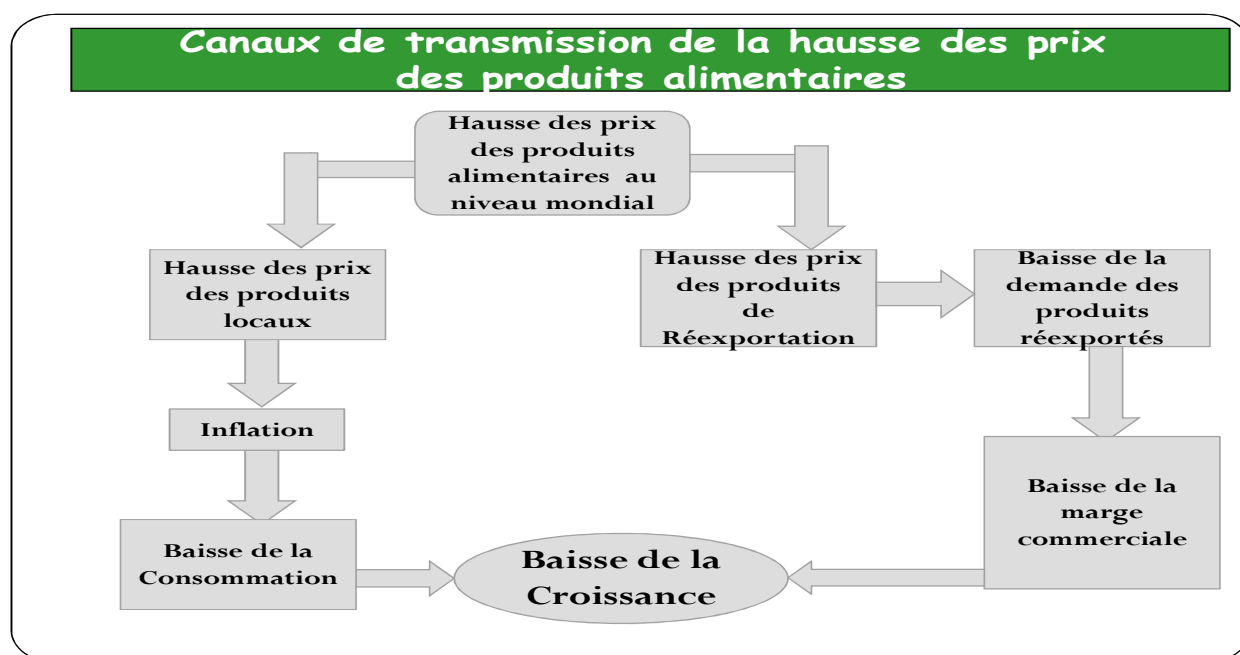 Canaux de transmission de la hausse des prix
des produits alimentaires
Hausse des prix
des produits
alimentaires au
niveau mondial
Hausse des prix
des produits
locaux
Hausse des prix
des produits
de
Réexportation
Baisse de la
demande des
produits
réexportés
Inflation
Baisse de la
marge
commerciale
Baisse de la
Consommation
Baisse de la
Croissance